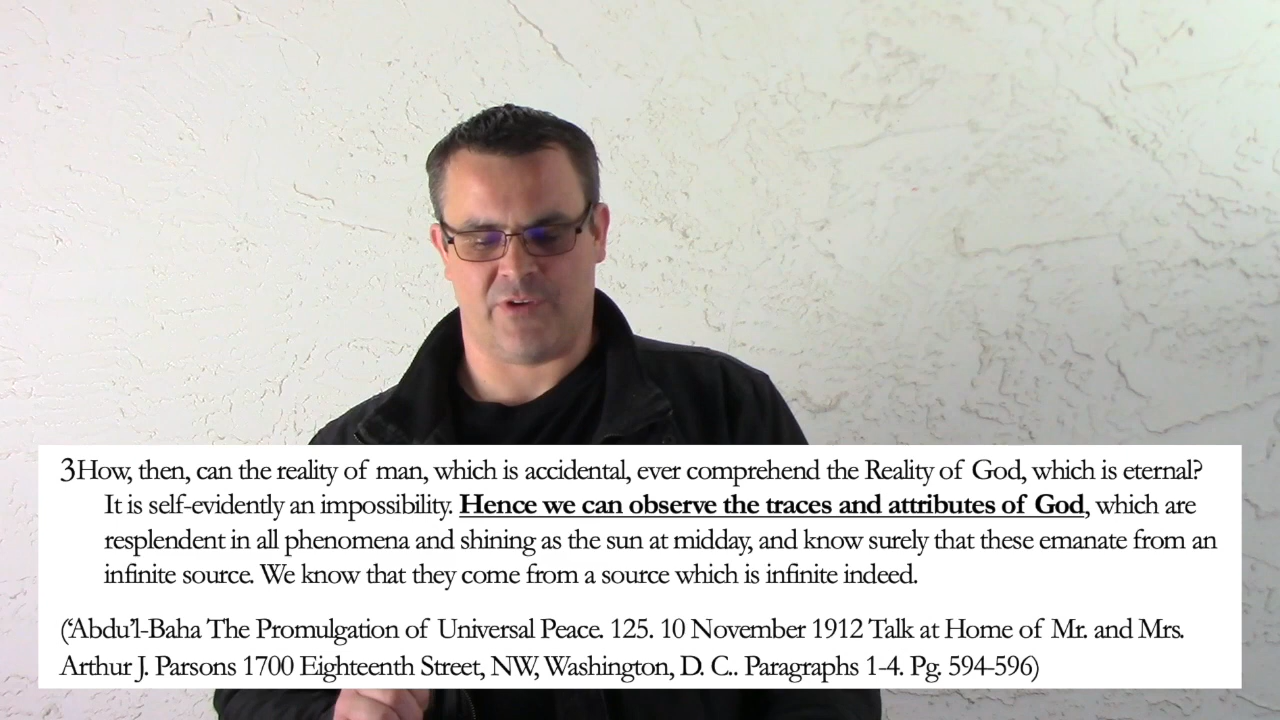 3How, then, can the reality of man, which is accidental, ever comprehend the Reality of God, which is eternal?
It is self-evidently an impossibility. Hence we can observe the traces and attributes of God, which are
resplendent in all phenomena and shining as the sun at midday, and know surely that these emanate from an
infinite source. We know that they come from a source which is infinite indeed.
(‘Abdu’l-Baha The Promulgation of Universal Peace. 125. 10 November 1912 Talk at Home of Mr. and Mrs.
Arthur J. Parsons 1700 Eighteenth Street, NW, Washington, D. C.. Paragraphs 1-4. Pg. 594-596)